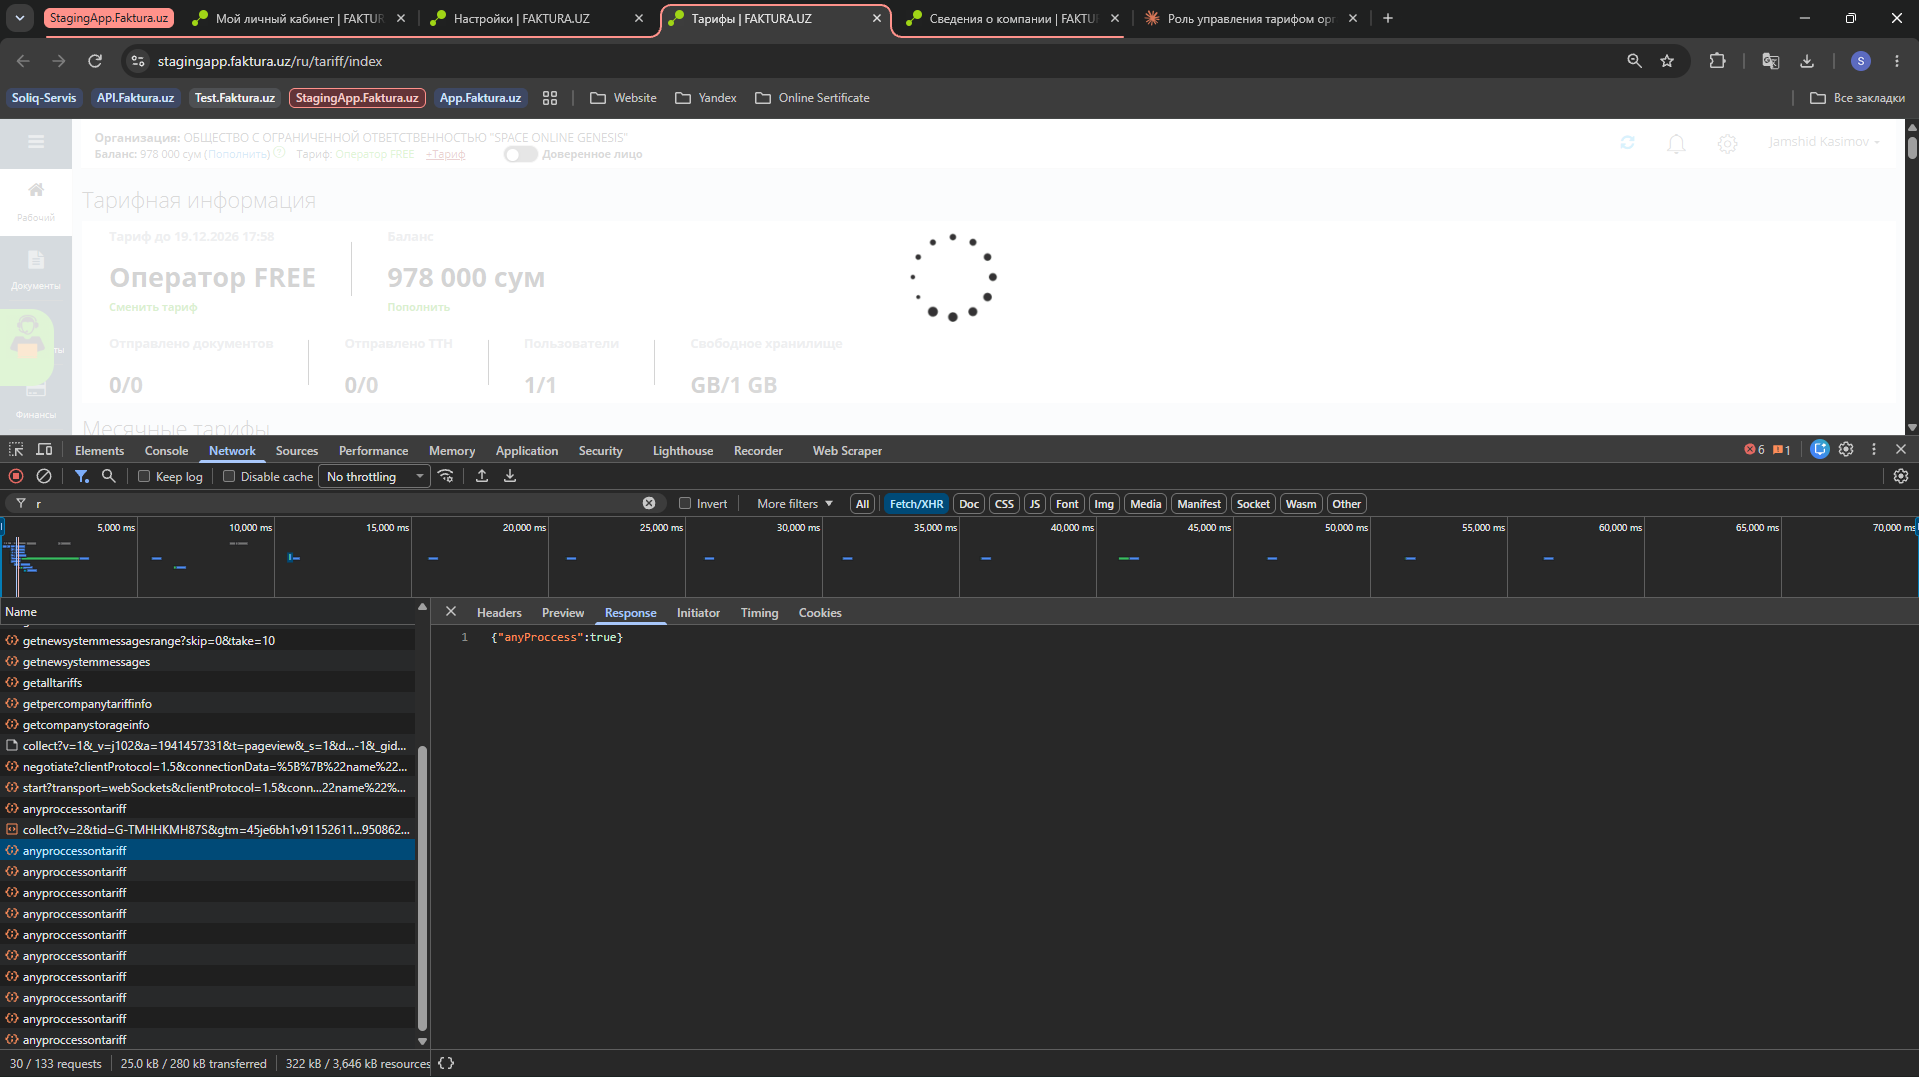 StagingApp.Faktura.uz
Мой личный кабинет | FAKTUR
Настройки | FAKTURA.UZ
Тарифы | FAKTURA.UZ
Сведения о компании | FAKTU
Роль управления тарифом орг
stagingapp.faktura.uz/ru/tariff/index
S
Soliq-Servis
API.Faktura.uz
Test.Faktura.uz
StagingApp.Faktura.uz
App.Faktura.uz
Website
Yandex
Online Sertificate
Все закладки
Организация: ОБЩЕСТВО С ОГРАНИЧЕННОЙ ОТВЕТСТВЕННОСТЬЮ "SPACE ONLINE GENESIS"
Баланс: 978 000 сум (Пополнить) Тариф: Оператор FREE +Тариф Доверенное лицо
Jamshid Kasimov
Рабочий
Документы
Финансы
Тарифная информация
Тариф до 19.12.2026 17:58
Баланс
Оператор FREE
978 000 сум
Сменить тариф
Пополнить
Отправлено документов
Отправлено ТТН
Пользователи
Свободное хранилище
0/0
0/0
1/1
GB/1 GB
Месячные тарифы
Elements
Console
Network
Sources
Performance
Memory
Application
Security
Lighthouse
Recorder
Web Scraper
6
1
Keep log
Disable cache
No throttling
r
Invert
More filters
All
Fetch/XHR
Doc
CSS
JS
Font
Img
Media
Manifest
Socket
Wasm
Other
5,000 ms
10,000 ms
15,000 ms
20,000 ms
25,000 ms
30,000 ms
35,000 ms
40,000 ms
45,000 ms
50,000 ms
55,000 ms
60,000 ms
65,000 ms
70,000 ms
Name
Headers
Preview
Response
Initiator
Timing
Cookies
1 {"anyProccess":true}
getnewsystemmessagesrange?skip=0&take=10
getnewsystemmessages
getalltariffs
getpercompanytariffinfo
getcompanystorageinfo
collect?v=1&_v=j102&a=1941457331&t=pageview&_s=1&d...-1&_gid...
negotiate?clientProtocol=1.5&connectionData=%5B%7B%22name%22...
start?transport=webSockets&clientProtocol=1.5&conn...22name%22%...
anyproccessontariff
collect?v=2&tid=G-TMHHKMH87S&gtm=45je6bh1v91152611...950862...
anyproccessontariff
anyproccessontariff
anyproccessontariff
anyproccessontariff
anyproccessontariff
anyproccessontariff
anyproccessontariff
anyproccessontariff
anyproccessontariff
anyproccessontariff
30 / 133 requests
25.0 kB / 280 kB transferred
322 kB / 3,646 kB resources